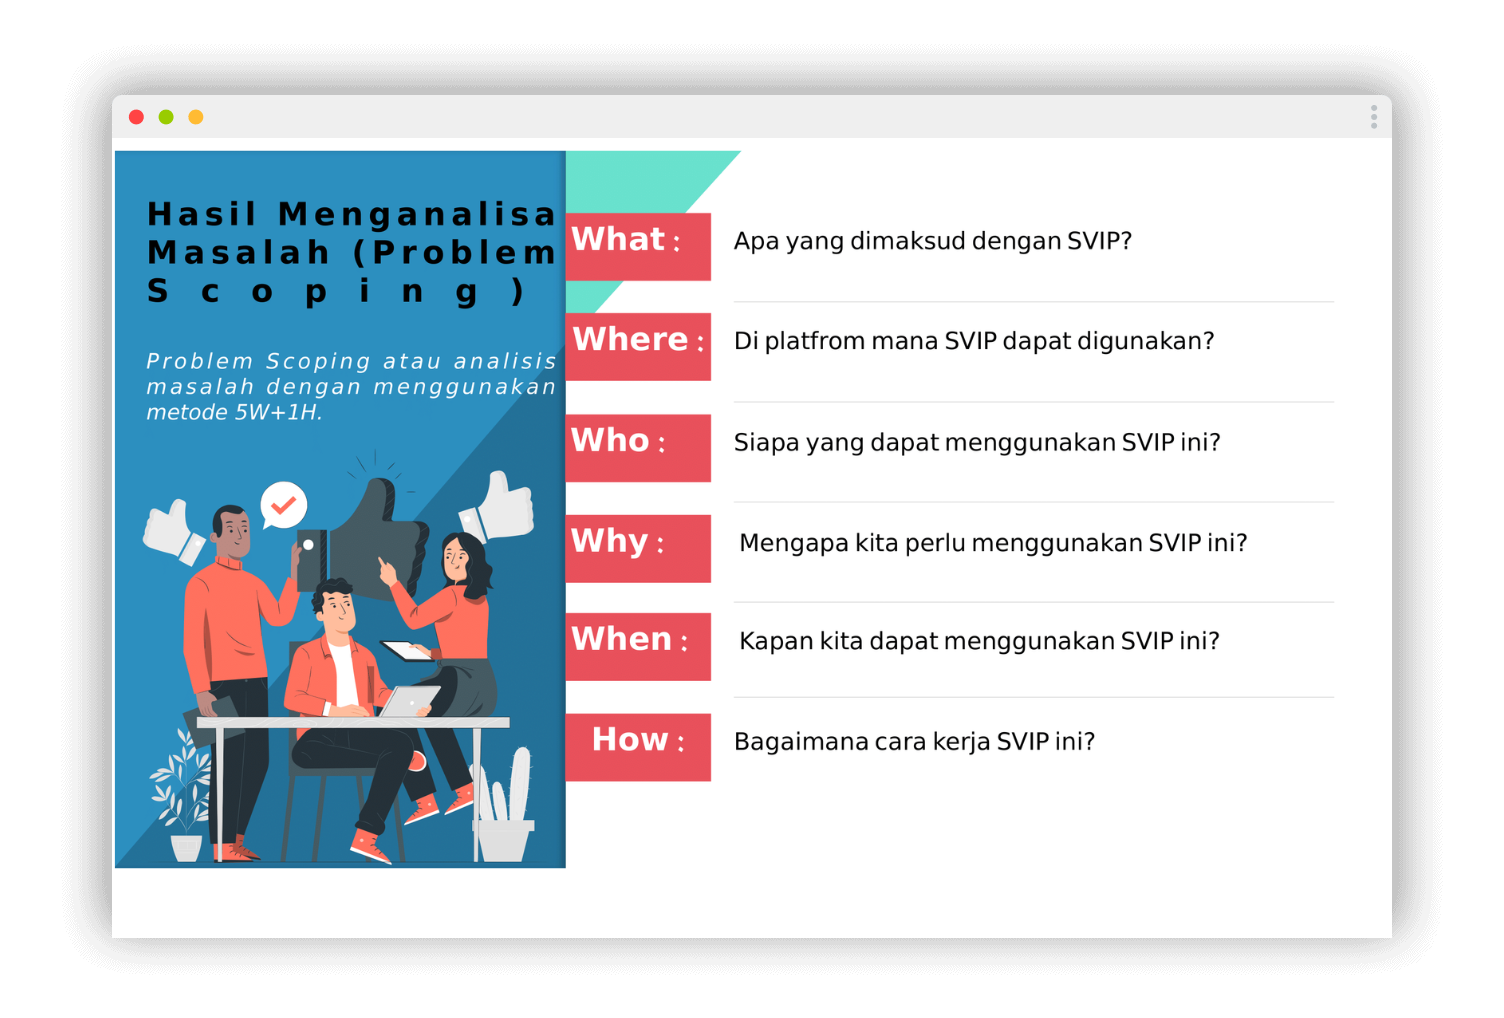 Hasil Menganalisa
Masalah (Problem
Scoping)
Problem Scoping atau analisis
masalah dengan menggunakan
metode 5W+1H.
What : Apa yang dimaksud dengan SVIP?
Where : Di platfrom mana SVIP dapat digunakan?
Who : Siapa yang dapat menggunakan SVIP ini?
Why : Mengapa kita perlu menggunakan SVIP ini?
When : Kapan kita dapat menggunakan SVIP ini?
How : Bagaimana cara kerja SVIP ini?